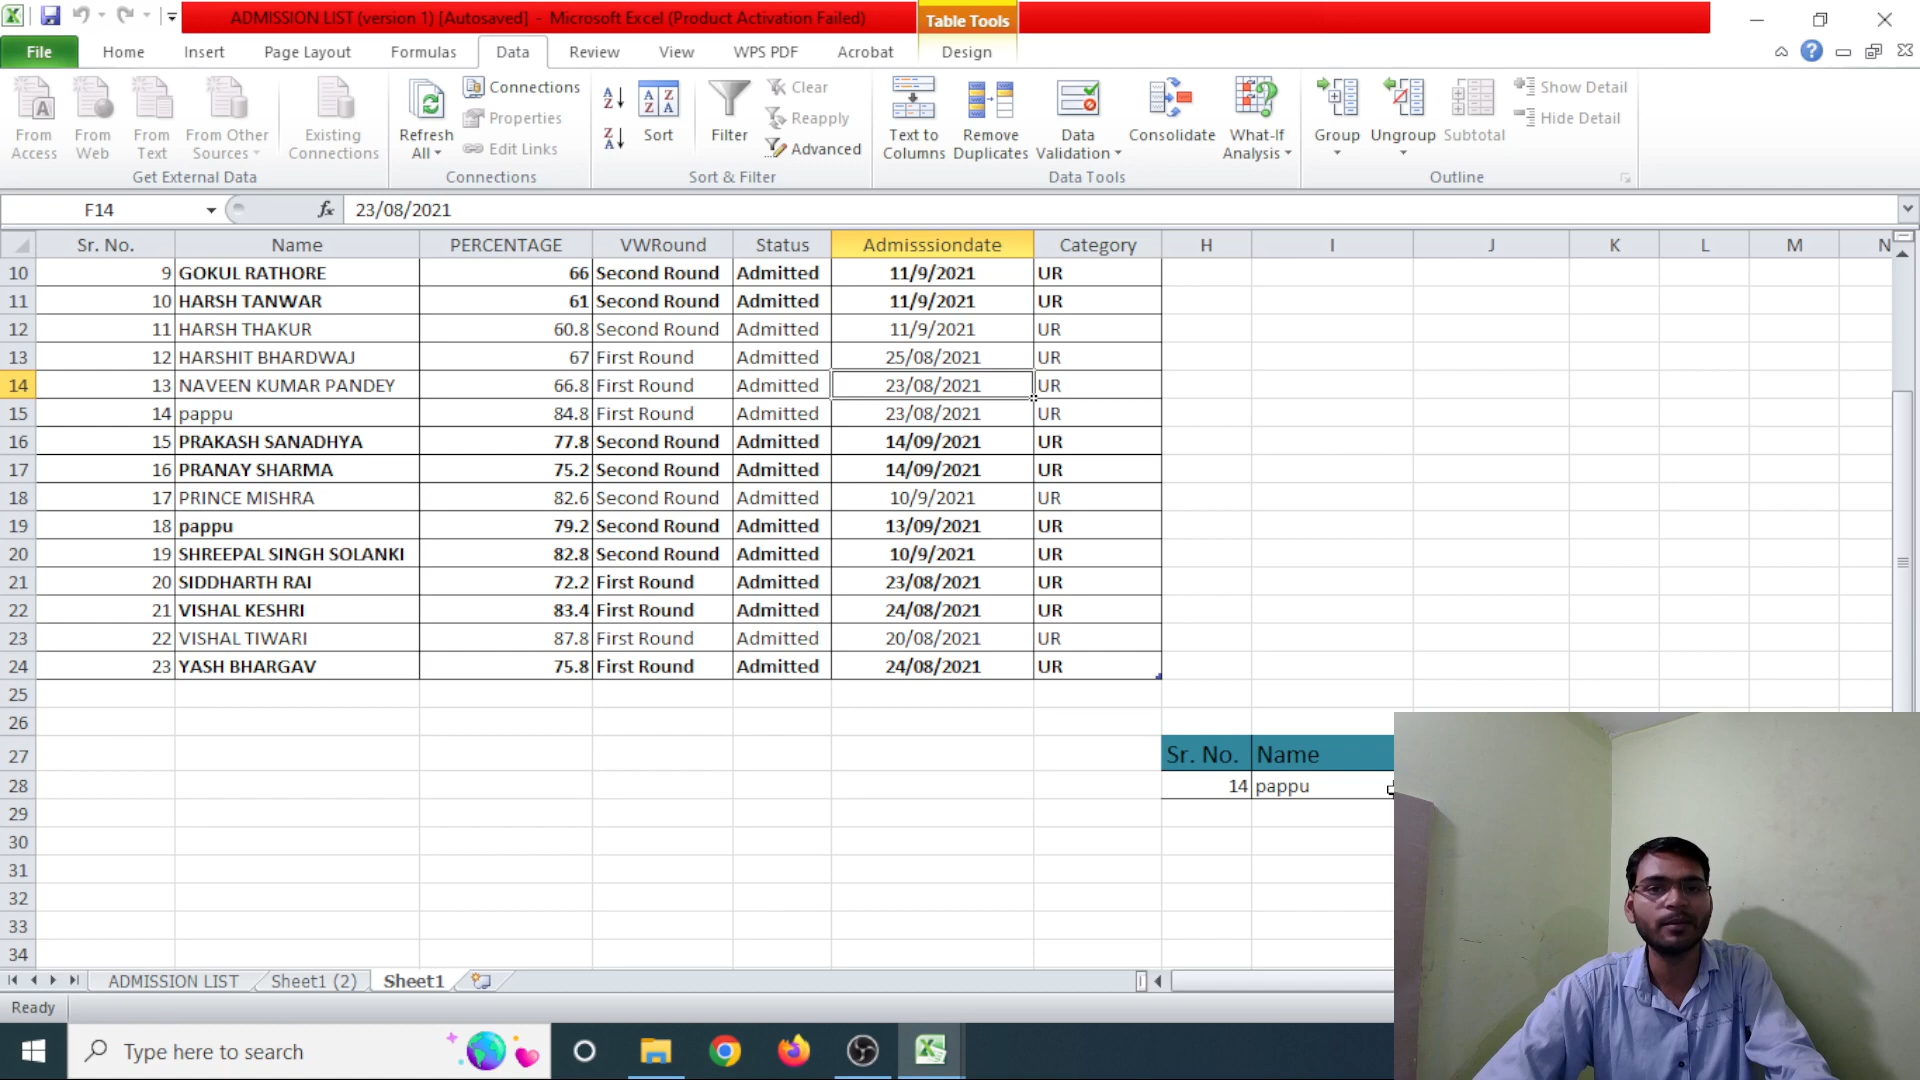 ADMISSION LIST (version 1) [Autosaved] - Microsoft Excel (Product Activation Failed)
Table Tools
File Home Insert Page Layout Formulas Data Review View WPS PDF Acrobat Design
From Access
From Web
From Text
From Other Sources
Existing Connections
Get External Data
Refresh All
Connections
Properties
Edit Links
Connections
Sort
Filter
Clear
Reapply
Advanced
Sort & Filter
Text to Columns
Remove Duplicates
Data Validation
Consolidate
What-If Analysis
Data Tools
Group
Ungroup
Subtotal
Show Detail
Hide Detail
Outline
F14 fx 23/08/2021
Sr. No. Name PERCENTAGE VWRound Status Admisssiondate Category H I J K L M N
10 9 GOKUL RATHORE 66 Second Round Admitted 11/9/2021 UR
11 10 HARSH TANWAR 61 Second Round Admitted 11/9/2021 UR
12 11 HARSH THAKUR 60.8 Second Round Admitted 11/9/2021 UR
13 12 HARSHIT BHARDWAJ 67 First Round Admitted 25/08/2021 UR
14 13 NAVEEN KUMAR PANDEY 66.8 First Round Admitted 23/08/2021 UR
15 14 pappu 84.8 First Round Admitted 23/08/2021 UR
16 15 PRAKASH SANADHYA 77.8 Second Round Admitted 14/09/2021 UR
17 16 PRANAY SHARMA 75.2 Second Round Admitted 14/09/2021 UR
18 17 PRINCE MISHRA 82.6 Second Round Admitted 10/9/2021 UR
19 18 pappu 79.2 Second Round Admitted 13/09/2021 UR
20 19 SHREEPAL SINGH SOLANKI 82.8 Second Round Admitted 10/9/2021 UR
21 20 SIDDHARTH RAI 72.2 First Round Admitted 23/08/2021 UR
22 21 VISHAL KESHRI 83.4 First Round Admitted 24/08/2021 UR
23 22 VISHAL TIWARI 87.8 First Round Admitted 20/08/2021 UR
24 23 YASH BHARGAV 75.8 First Round Admitted 24/08/2021 UR
25
26
27 Sr. No. Name
28 14 pappu
29
30
31
32
33
34
ADMISSION LIST Sheet1 (2) Sheet1
Ready
Type here to search